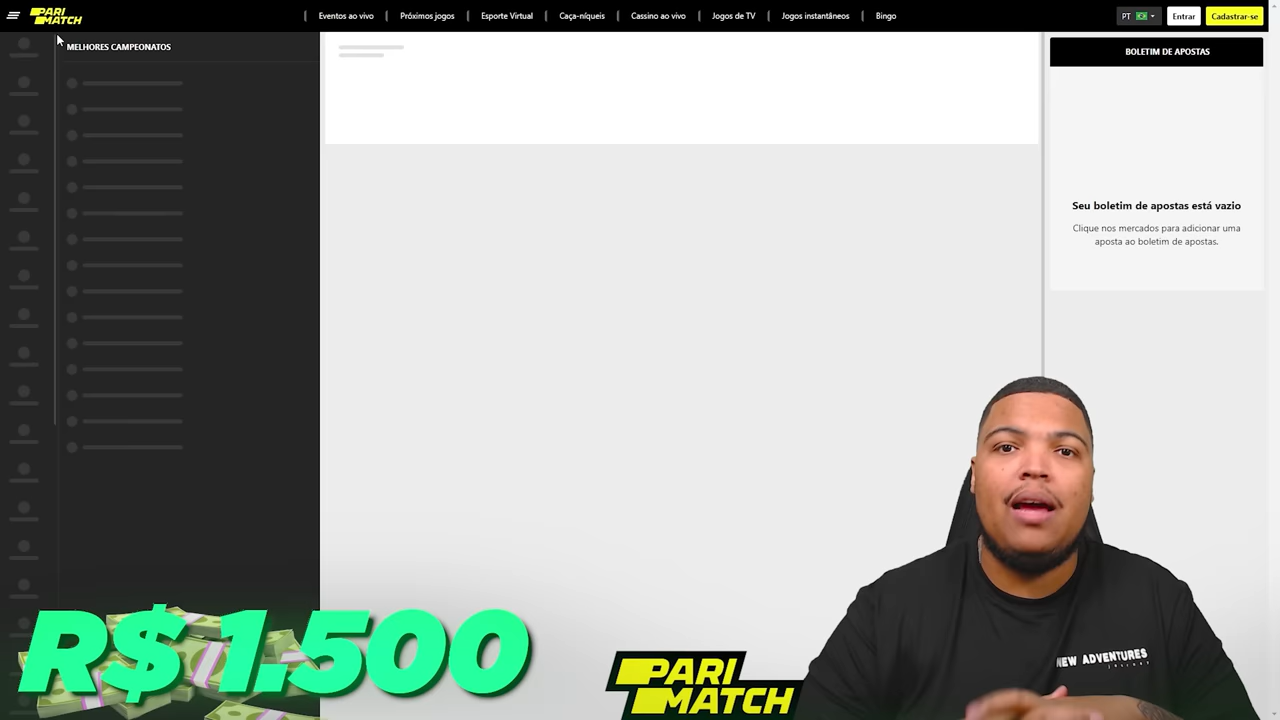 PARI MATCH
Eventos ao vivo
Próximos jogos
Esporte Virtual
Caça-níqueis
Cassino ao vivo
Jogos de TV
Jogos instantâneos
Bingo
PT
Entrar
Cadastrar-se
MELHORES CAMPEONATOS
BOLETIM DE APOSTAS
Seu boletim de apostas está vazio
Clique nos mercados para adicionar uma
aposta ao boletim de apostas.
R$ 1.500
PARI
MATCH
NEW ADVENTURES